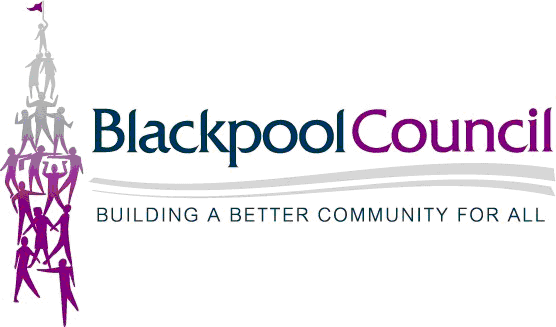 BlackpoolCouncil
BUILDING A BETTER COMMUNITY FOR ALL